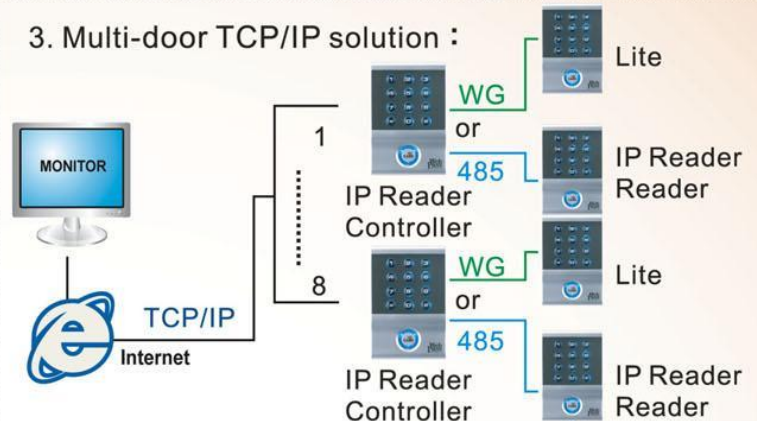 3. Multi-door TCP/IP solution：
Lite
WG
1
or
MONITOR
IP Reader
Reader
485
IP Reader
Controller
WG
Lite
8
or
TCP/IP
485
Internet
IP Reader
Controller
IP Reader
Reader